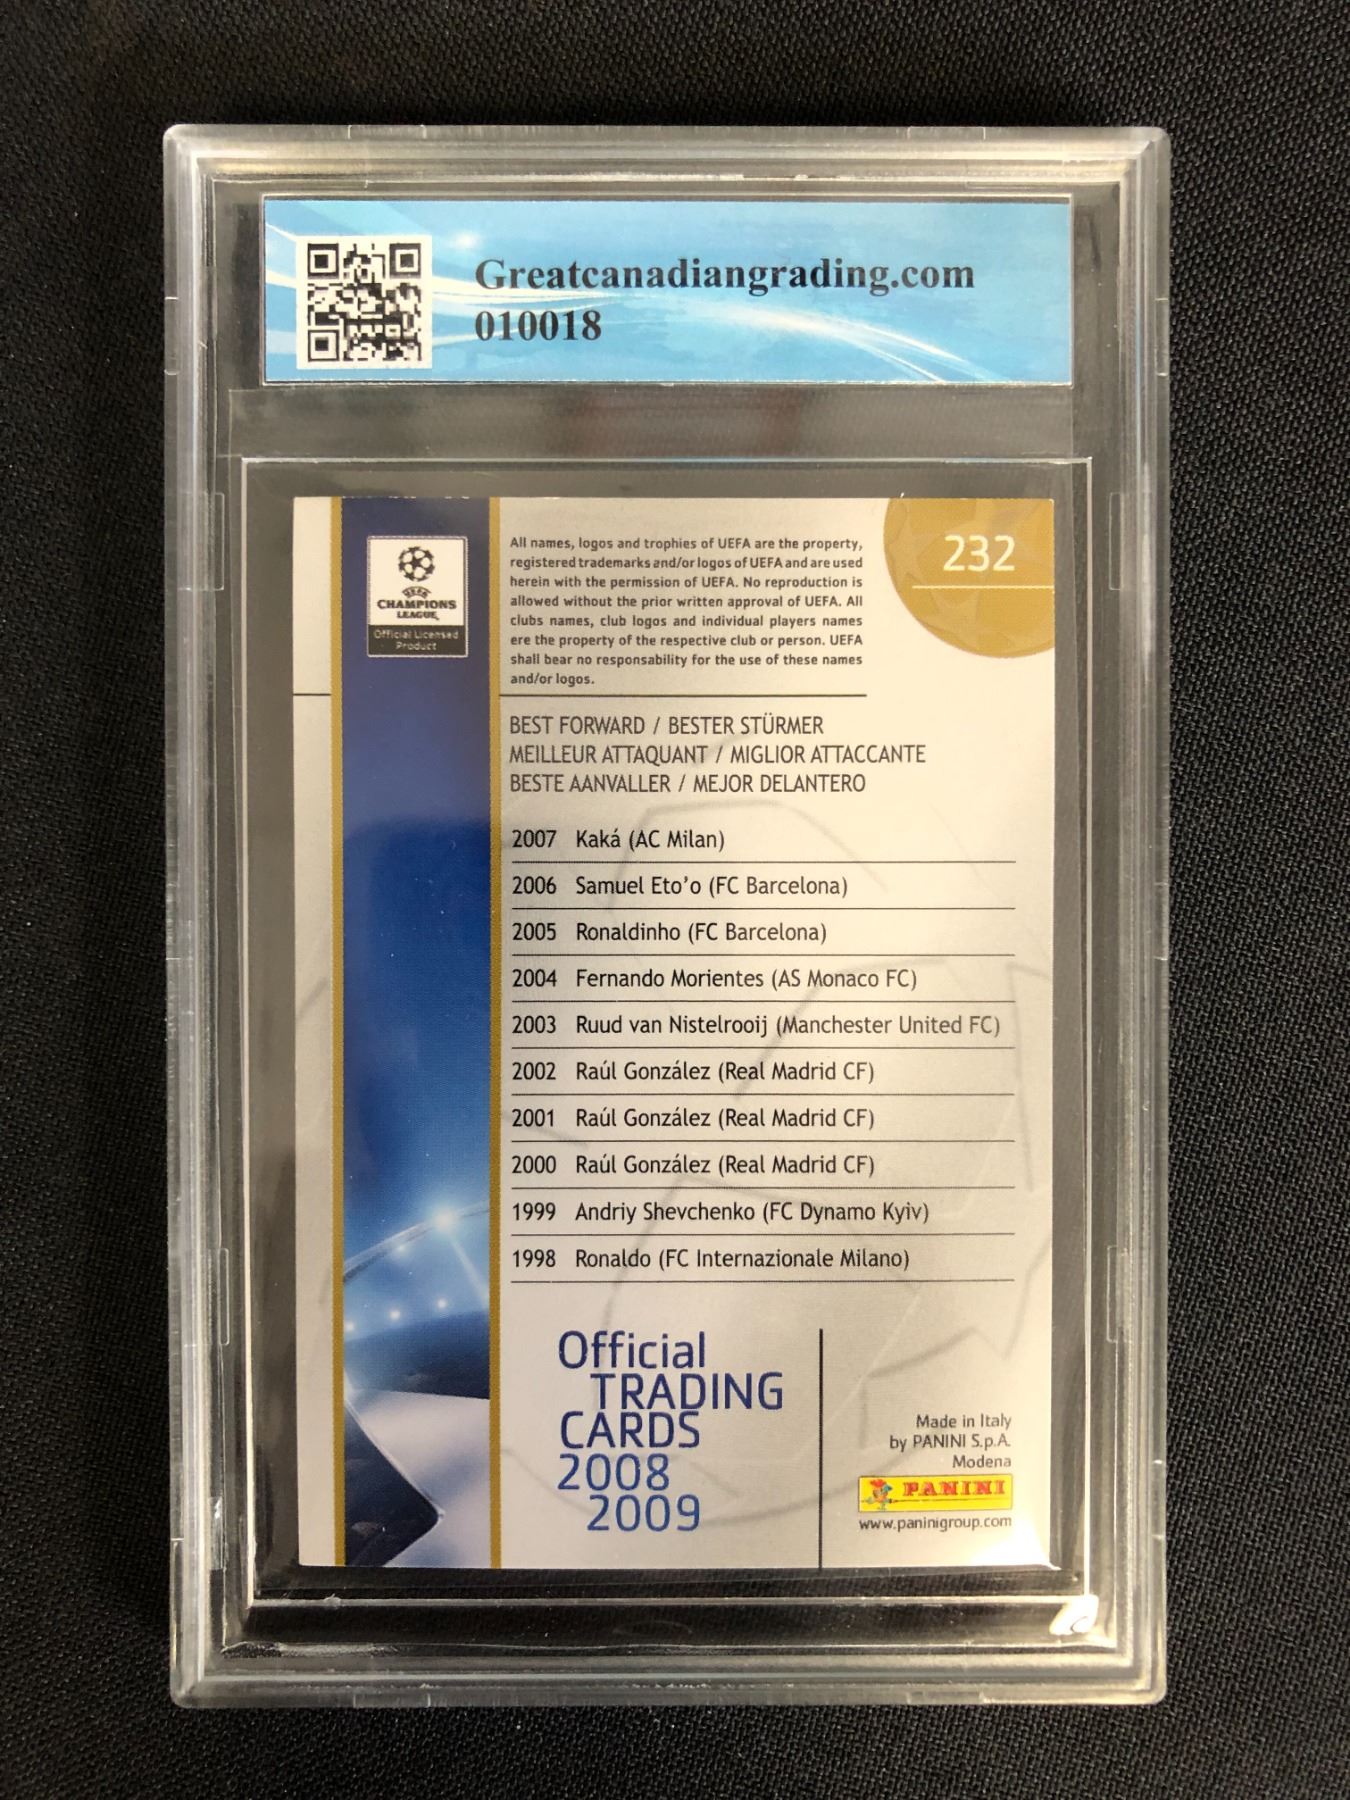 Greatcanadiangrading.com
010018
232
All names, logos and trophies of UEFA are the property,
registered trademarks and/or logos of UEFA and are used
herein with the permission of UEFA. No reproduction is
allowed without the prior written approval of UEFA. All
clubs names, club logos and individual players names
ere the property of the respective club or person. UEFA
shall bear no responsability for the use of these names
and/or logos.
UEFA
CHAMPIONS
LEAGUE
Official Licensed
Product
BEST FORWARD / BESTER STÜRMER
MEILLEUR ATTAQUANT / MIGLIOR ATTACCANTE
BESTE AANVALLER / MEJOR DELANTERO
2007 Kaká (AC Milan)
2006 Samuel Eto'o (FC Barcelona)
2005 Ronaldinho (FC Barcelona)
2004 Fernando Morientes (AS Monaco FC)
2003 Ruud van Nistelrooij (Manchester United FC)
2002 Raúl González (Real Madrid CF)
2001 Raúl González (Real Madrid CF)
2000 Raúl González (Real Madrid CF)
1999 Andriy Shevchenko (FC Dynamo Kyiv)
1998 Ronaldo (FC Internazionale Milano)
Official
TRADING
CARDS
2008
2009
Made in Italy
by PANINI S.p.A.
Modena
PANINI
www.paninigroup.com